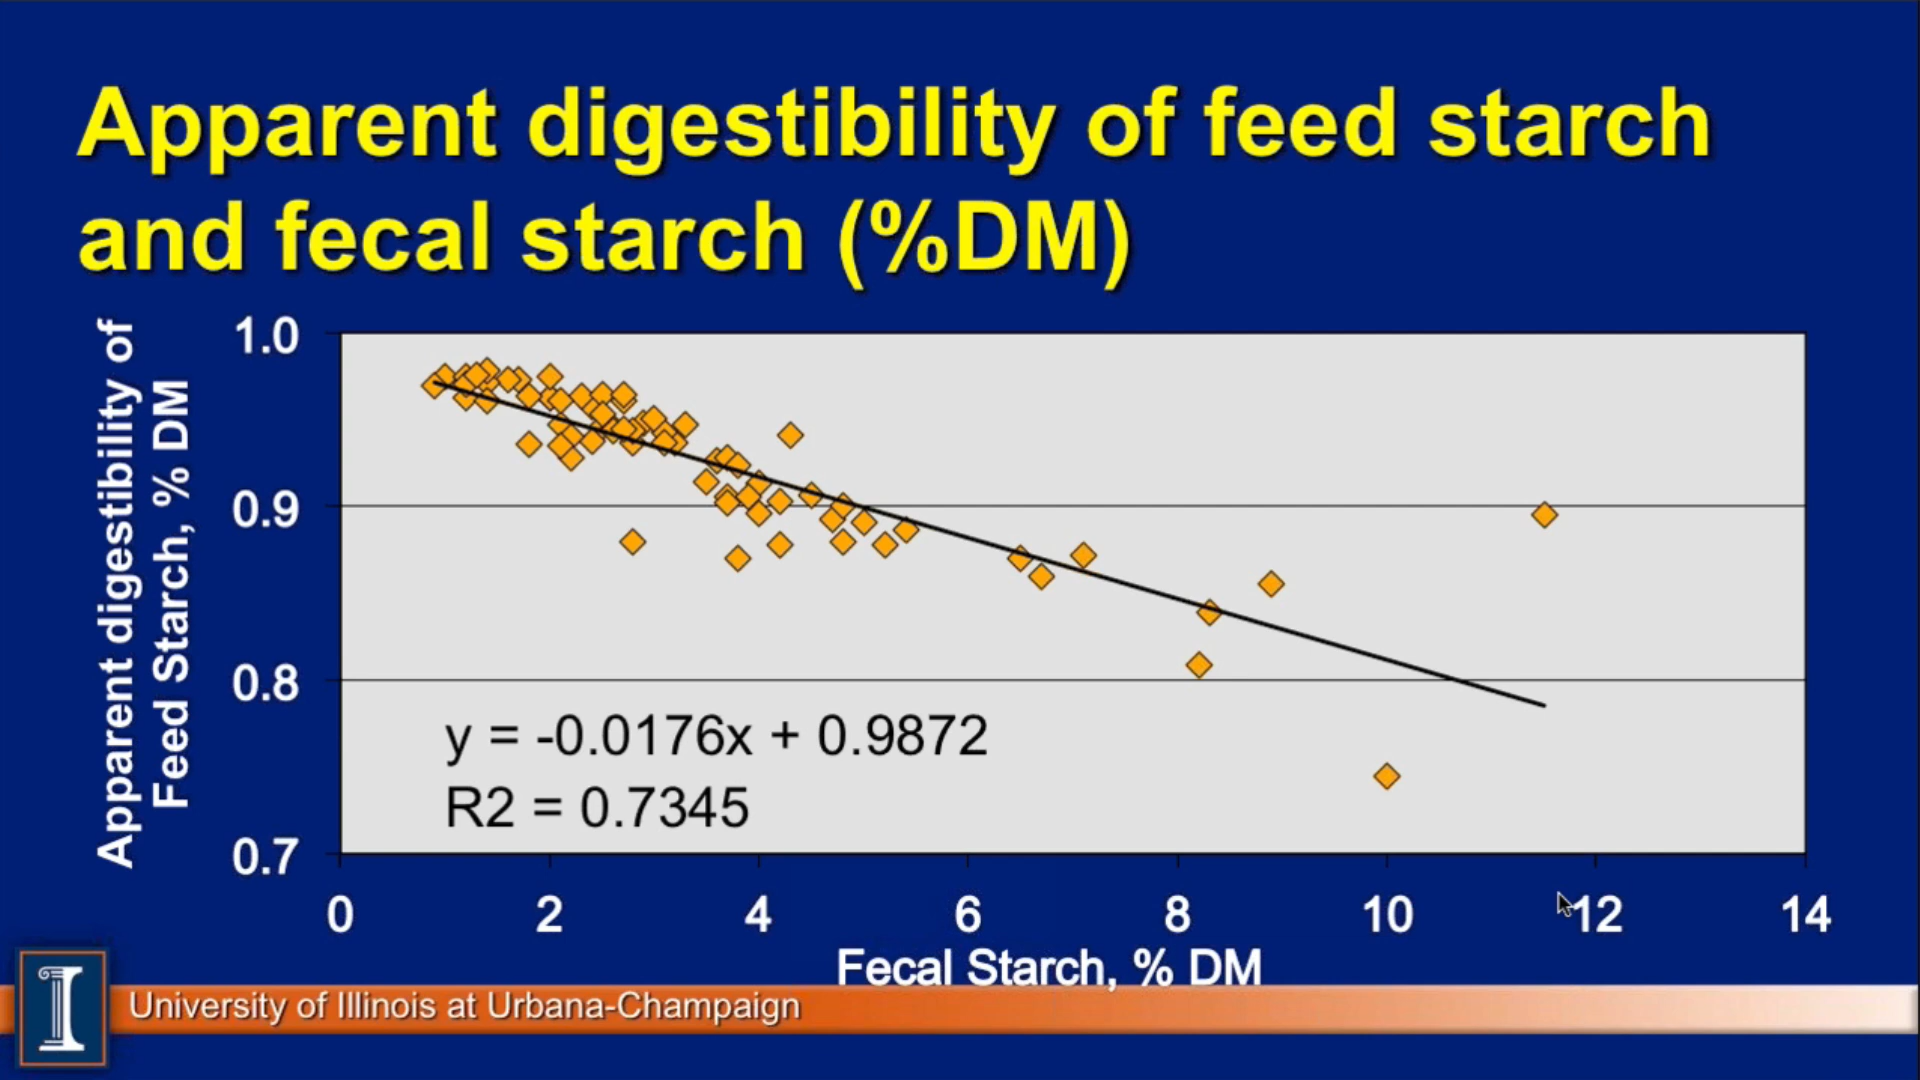 Apparent digestibility of feed starch
and fecal starch (%DM)
Apparent digestibility of
Feed Starch, % DM
1.0
0.9
0.8
0.7
y = -0.0176x + 0.9872
R2 = 0.7345
0 2 4 6 8 10 12 14
Fecal Starch, % DM
I
University of Illinois at Urbana-Champaign